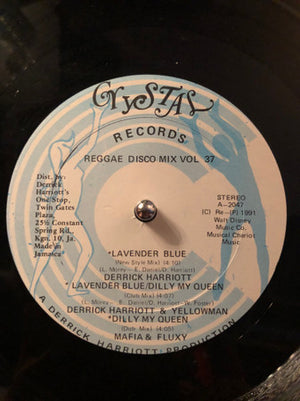 CRYSTAL
RECORDS
REGGAE DISCO MIX VOL 37
Dist. by:
Derrick
Harriott's
One Stop,
Twin Gates
Plaza,
25½ Constant
Spring Rd.,
Kgn. 10, Ja.
"Made in
Jamaica"
STEREO
A-2047
(C) Re-(P) 1991
Walt Disney
Music Co.
Musical Chariot
Music
*LAVENDER BLUE
(New Style Mix) (4:10)
(L. Morey- E. Daniel/D. Harriott)
DERRICK HARRIOTT
*LAVENDER BLUE/DILLY MY QUEEN
(Club Mix) (4:07)
(L. Morey - E. Daniel/D. Harriott-W. Foster)
DERRICK HARRIOTT & YELLOWMAN
*DILLY MY QUEEN
(Dub Mix) (4:05)
MAFIA & FLUXY
A DERRICK HARRIOTT PRODUCTION